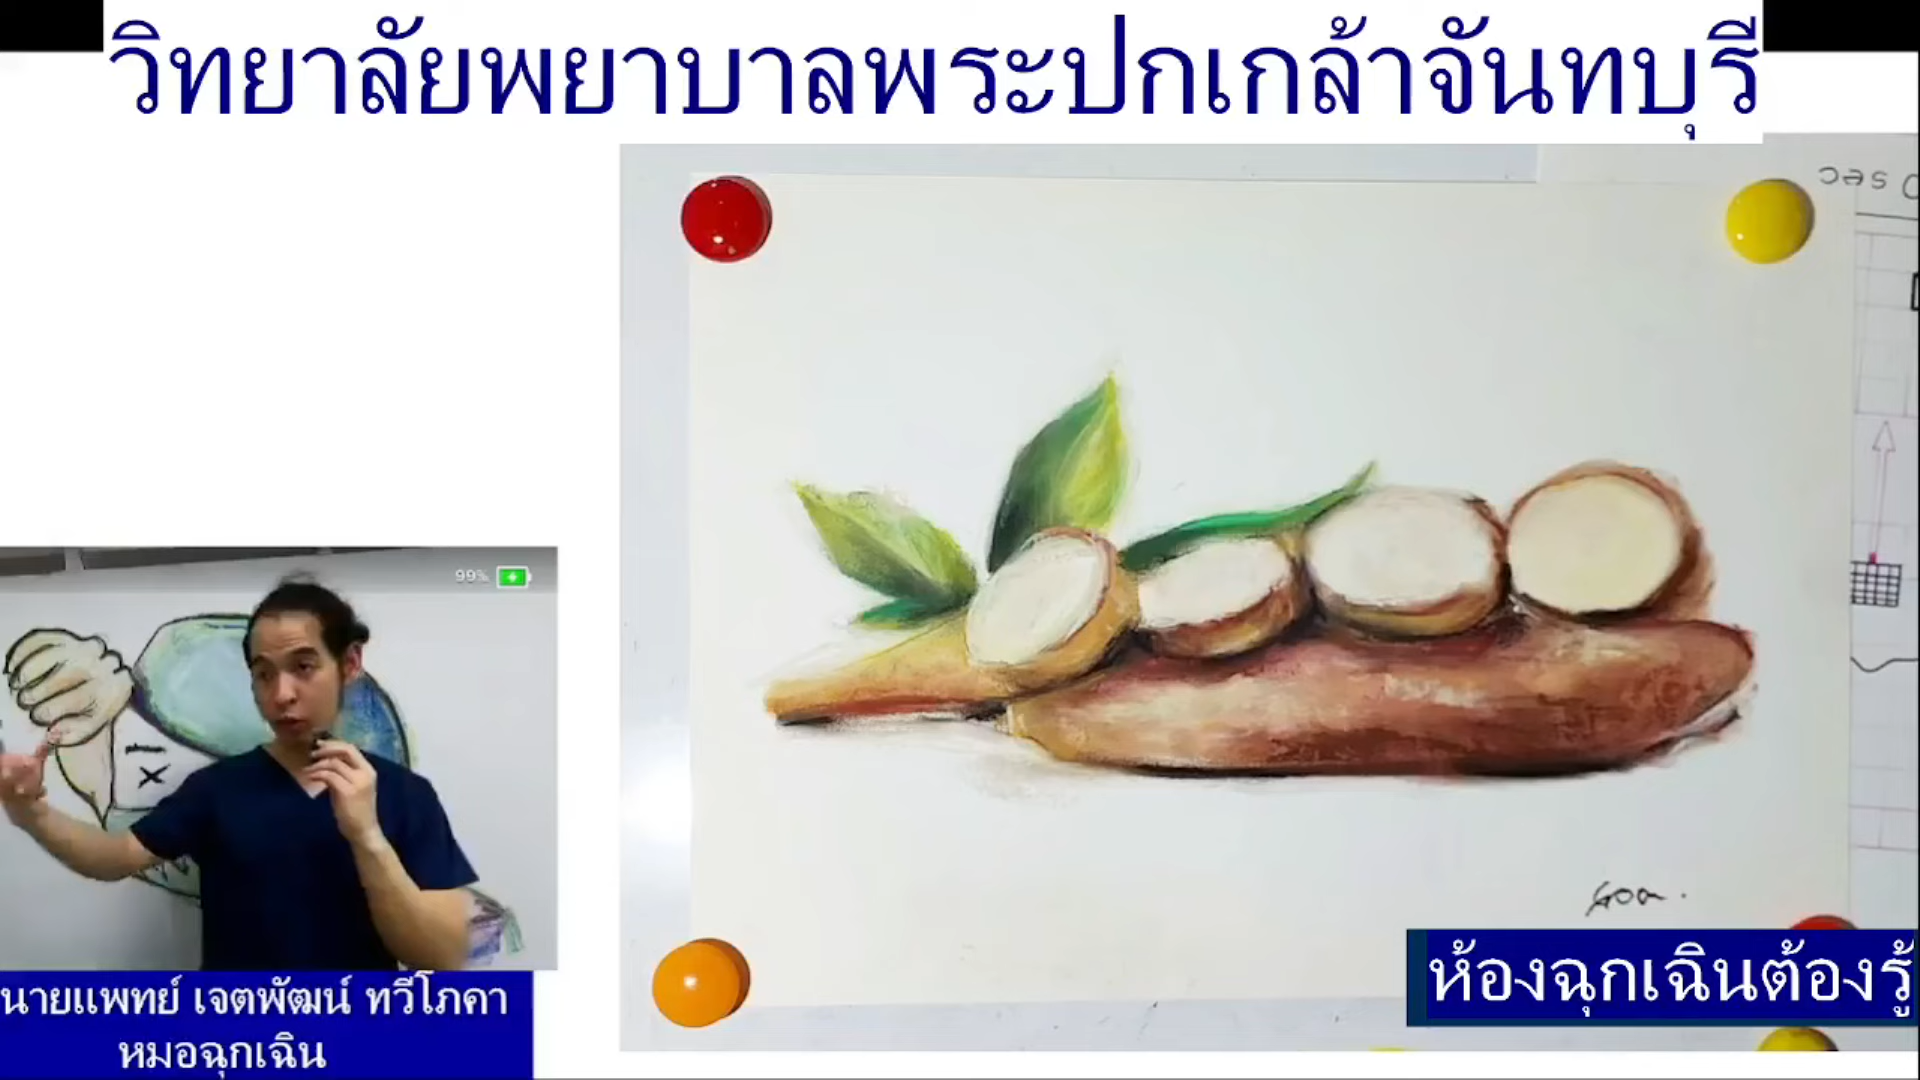 วิทยาลัยพยาบาลพระปกเกล้าจันทบุรี
99%
นายแพทย์ เจตพัฒน์ ทวีโภคา
หมอฉุกเฉิน
ห้องฉุกเฉินต้องรู้